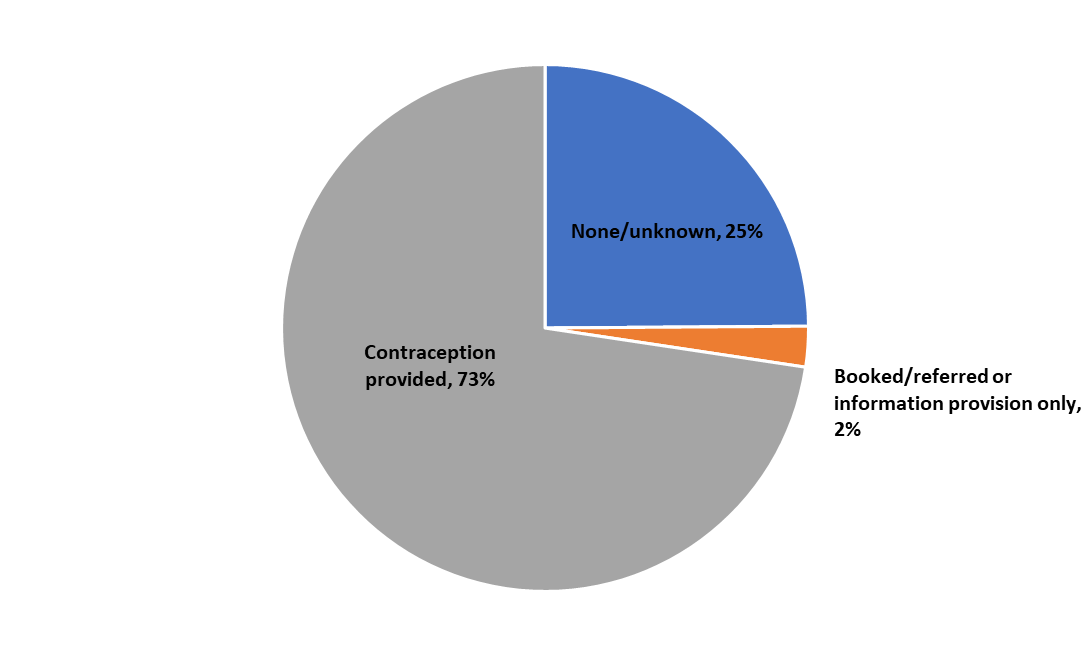 None/unknown, 25%
Contraception
provided, 73%
Booked/referred or
information provision only,
2%